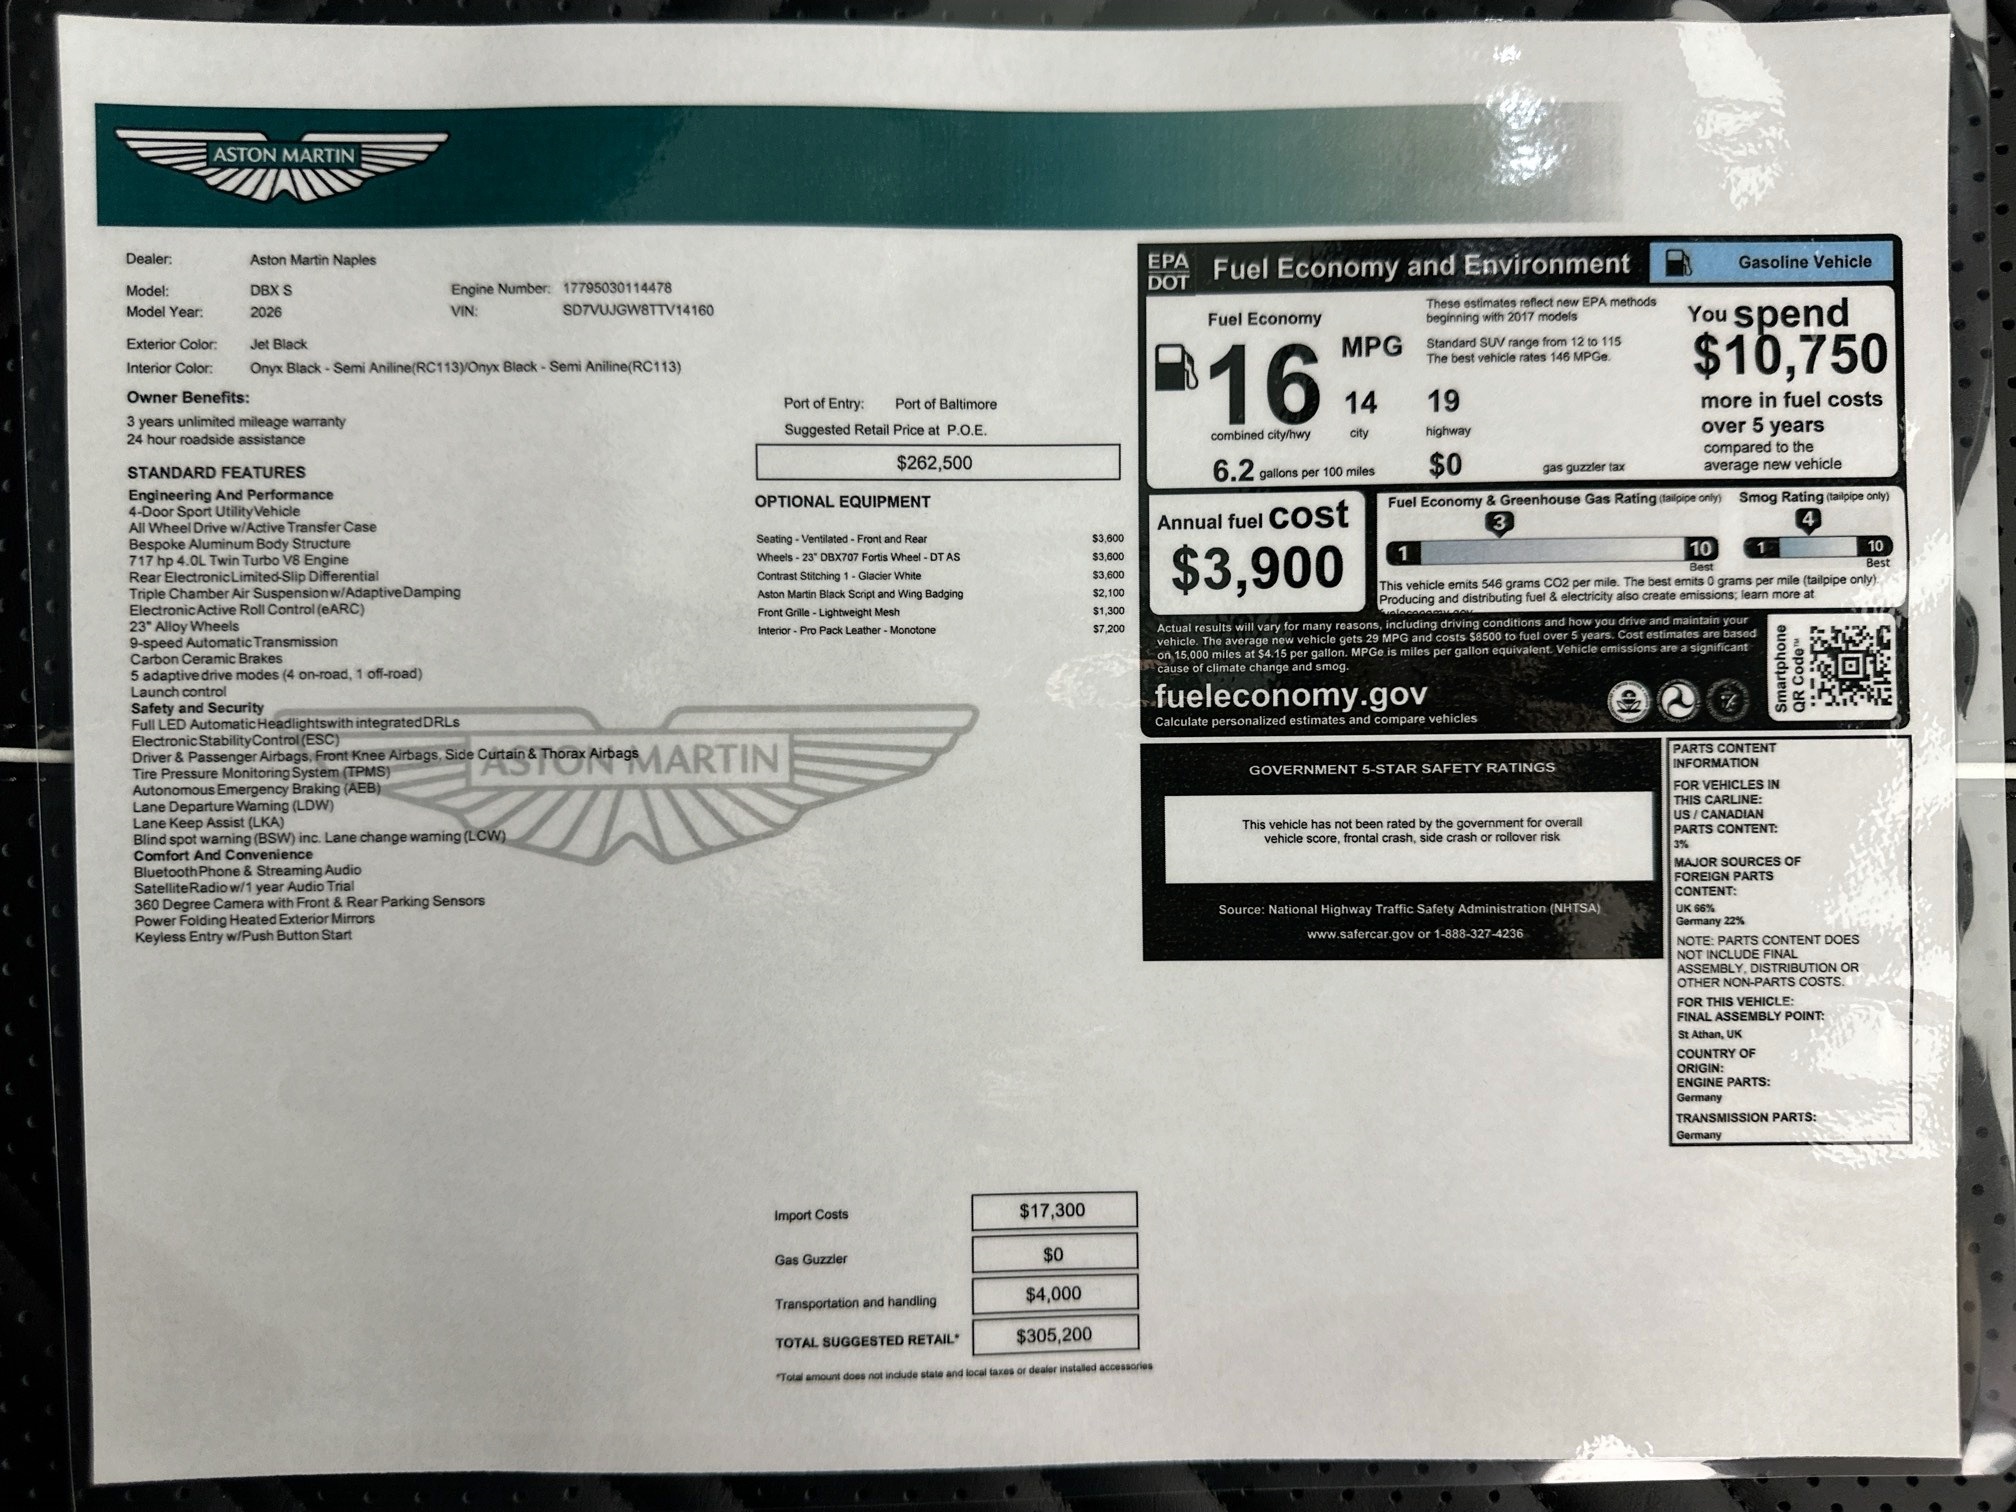 ASTON MARTIN
Dealer: Aston Martin Naples
Model: DBX S Engine Number: 17795030114478
Model Year: 2026 VIN: SD7VUJGW8TTV14160
Exterior Color: Jet Black
Interior Color: Onyx Black - Semi Aniline(RC113)/Onyx Black - Semi Aniline(RC113)
Owner Benefits:
3 years unlimited mileage warranty
24 hour roadside assistance
STANDARD FEATURES
Engineering And Performance
4-Door Sport Utility Vehicle
All Wheel Drive w/Active Transfer Case
Bespoke Aluminum Body Structure
717 hp 4.0L Twin Turbo V8 Engine
Rear Electronic Limited-Slip Differential
Triple Chamber Air Suspension w/Adaptive Damping
Electronic Active Roll Control (eARC)
23" Alloy Wheels
9-speed Automatic Transmission
Carbon Ceramic Brakes
5 adaptive drive modes (4 on-road, 1 off-road)
Launch control
Safety and Security
Full LED Automatic Headlights with integrated DRLs
Electronic Stability Control (ESC)
Driver & Passenger Airbags, Front Knee Airbags, Side Curtain & Thorax Airbags
Tire Pressure Monitoring System (TPMS)
Autonomous Emergency Braking (AEB)
Lane Departure Warning (LDW)
Lane Keep Assist (LKA)
Blind spot warning (BSW) inc. Lane change warning (LCW)
Comfort And Convenience
Bluetooth Phone & Streaming Audio
Satellite Radio w/1 year Audio Trial
360 Degree Camera with Front & Rear Parking Sensors
Power Folding Heated Exterior Mirrors
Keyless Entry w/Push Button Start
ASTON MARTIN
Port of Entry: Port of Baltimore
Suggested Retail Price at P.O.E.
$262,500
OPTIONAL EQUIPMENT
Seating - Ventilated - Front and Rear $3,600
Wheels - 23" DBX707 Fortis Wheel - DT AS $3,600
Contrast Stitching 1 - Glacier White $3,600
Aston Martin Black Script and Wing Badging $2,100
Front Grille - Lightweight Mesh $1,300
Interior - Pro Pack Leather - Monotone $7,200
Import Costs $17,300
Gas Guzzler $0
Transportation and handling $4,000
TOTAL SUGGESTED RETAIL* $305,200
*Total amount does not include state and local taxes or dealer installed accessories
EPA
DOT
Fuel Economy and Environment
Gasoline Vehicle
Fuel Economy
16
combined city/hwy
MPG
14
city
19
highway
6.2 gallons per 100 miles
$0 gas guzzler tax
These estimates reflect new EPA methods
beginning with 2017 models
Standard SUV range from 12 to 115
The best vehicle rates 146 MPGe.
You spend
$10,750
more in fuel costs
over 5 years
compared to the
average new vehicle
Annual fuel cost
$3,900
Fuel Economy & Greenhouse Gas Rating (tailpipe only)
3
1 10
Best
Smog Rating (tailpipe only)
4
1 10
Best
This vehicle emits 546 grams CO2 per mile. The best emits 0 grams per mile (tailpipe only).
Producing and distributing fuel & electricity also create emissions; learn more at
fueleconomy.gov
Actual results will vary for many reasons, including driving conditions and how you drive and maintain your
vehicle. The average new vehicle gets 29 MPG and costs $8500 to fuel over 5 years. Cost estimates are based
on 15,000 miles at $4.15 per gallon. MPGe is miles per gallon equivalent. Vehicle emissions are a significant
cause of climate change and smog.
fueleconomy.gov
Calculate personalized estimates and compare vehicles
Smartphone
QR Code™
GOVERNMENT 5-STAR SAFETY RATINGS
This vehicle has not been rated by the government for overall
vehicle score, frontal crash, side crash or rollover risk
Source: National Highway Traffic Safety Administration (NHTSA)
www.safercar.gov or 1-888-327-4236
PARTS CONTENT
INFORMATION
FOR VEHICLES IN
THIS CARLINE:
US / CANADIAN
PARTS CONTENT:
3%
MAJOR SOURCES OF
FOREIGN PARTS
CONTENT:
UK 66%
Germany 22%
NOTE: PARTS CONTENT DOES
NOT INCLUDE FINAL
ASSEMBLY, DISTRIBUTION OR
OTHER NON-PARTS COSTS.
FOR THIS VEHICLE:
FINAL ASSEMBLY POINT:
St Athan, UK
COUNTRY OF
ORIGIN:
ENGINE PARTS:
Germany
TRANSMISSION PARTS:
Germany